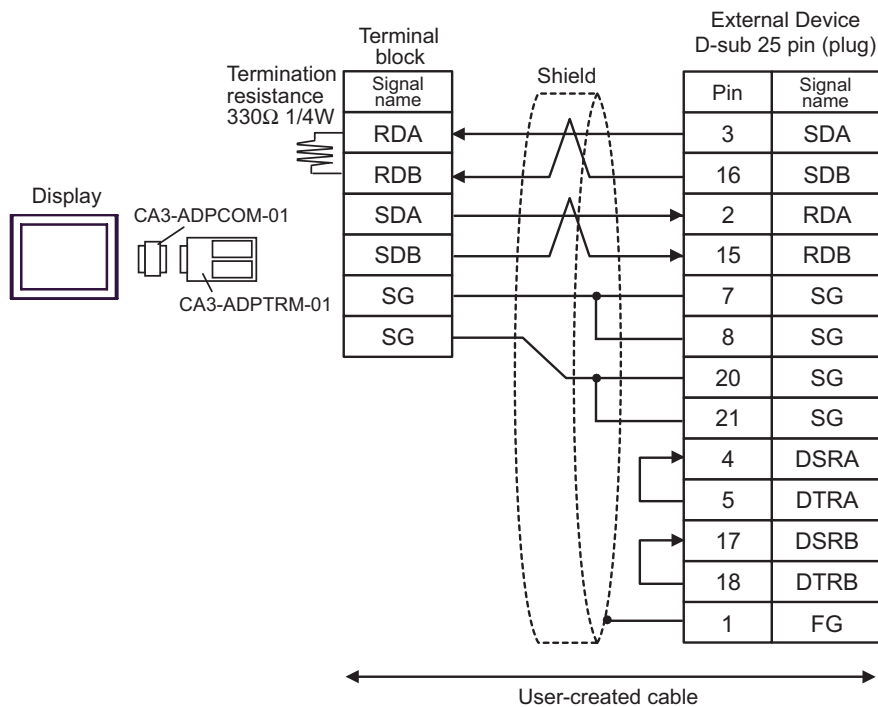 External Device
D-sub 25 pin (plug)
Terminal
block
Shield
Termination
resistance
330Ω 1/4W
Signal
name
Pin
Signal
name
RDA
3
SDA
RDB
16
SDB
Display
CA3-ADPCOM-01
SDA
2
RDA
SDB
15
RDB
CA3-ADPTRM-01
SG
7
SG
SG
8
SG
20
SG
21
SG
4
DSRA
5
DTRA
17
DSRB
18
DTRB
1
FG
User-created cable